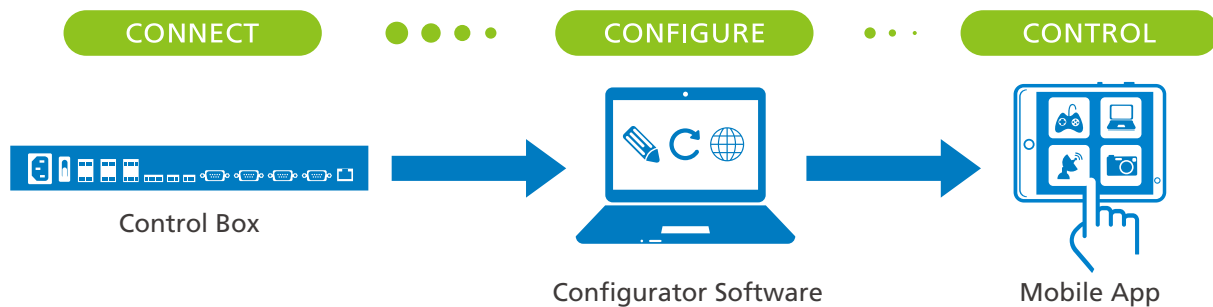 CONNECT
CONFIGURE
CONTROL
Control Box
Configurator Software
Mobile App